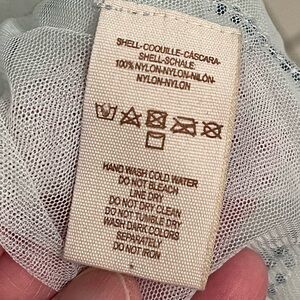 SHELL-COQUILLE-CÁSCARA-
SHELL-SCHALE:
100% NYLON-NYLON-NILÓN-
NYLON-NYLON
HAND WASH COLD WATER
DO NOT BLEACH
LINE DRY
DO NOT DRY CLEAN
DO NOT TUMBLE DRY
WASH DARK COLORS
SEPARATELY
DO NOT IRON